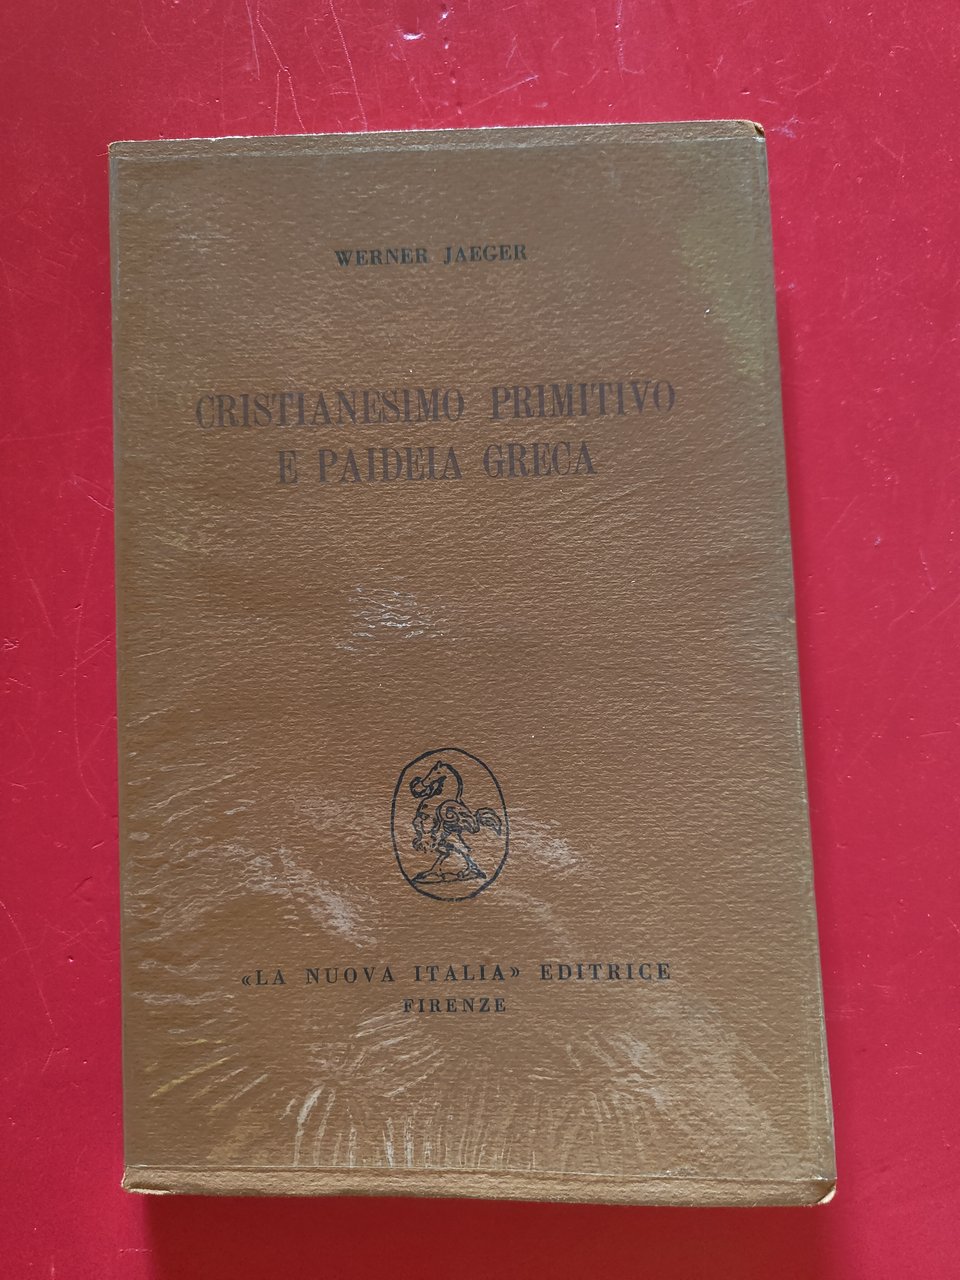 WERNER JAEGER
CRISTIANESIMO PRIMITIVO
E PAIDEIA GRECA
«LA NUOVA ITALIA» EDITRICE
FIRENZE